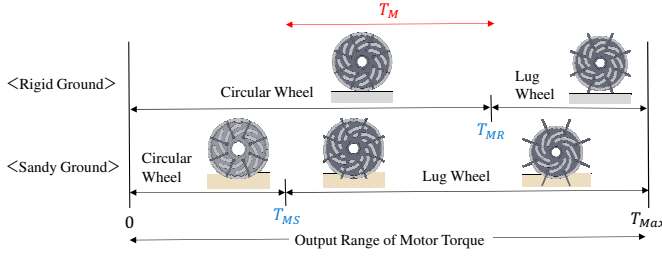 T_M
<Rigid Ground>
Circular Wheel
Lug
Wheel
T_MR
<Sandy Ground>
Circular
Wheel
Lug Wheel
0
T_MS
T_Max
Output Range of Motor Torque